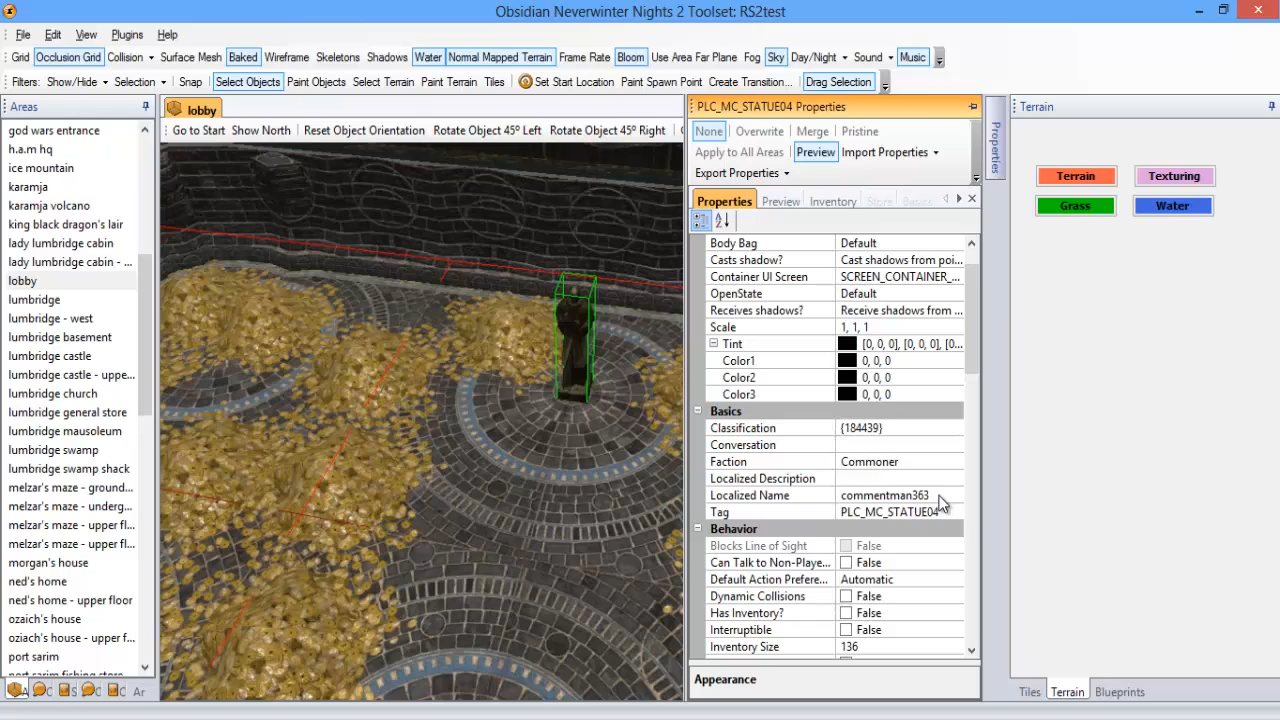 Obsidian Neverwinter Nights 2 Toolset: RS2test
File Edit View Plugins Help
Grid Occlusion Grid Collision Surface Mesh Baked Wireframe Skeletons Shadows Water Normal Mapped Terrain Frame Rate Bloom Use Area Far Plane Fog Sky Day/Night Sound Music
Filters: Show/Hide Selection Snap Select Objects Paint Objects Select Terrain Paint Terrain Tiles Set Start Location Paint Spawn Point Create Transition... Drag Selection
Areas
god wars entrance
h.a.m hq
ice mountain
karamja
karamja volcano
king black dragon's lair
lady lumbridge cabin
lady lumbridge cabin - ...
lobby
lumbridge
lumbridge - west
lumbridge basement
lumbridge castle
lumbridge castle - uppe...
lumbridge church
lumbridge general store
lumbridge mausoleum
lumbridge swamp
lumbridge swamp shack
melzar's maze - ground...
melzar's maze - underg...
melzar's maze - upper fl...
melzar's maze - upper fl...
morgan's house
ned's home
ned's home - upper floor
oziach's house
oziach's house - upper f...
port sarim
port sarim fishing store
A C S C C Ar
lobby
Go to Start Show North Reset Object Orientation Rotate Object 45º Left Rotate Object 45º Right
PLC_MC_STATUE04 Properties
None Overwrite Merge Pristine
Apply to All Areas Preview Import Properties
Export Properties
Properties Preview Inventory Store Basics
Body Bag Default
Casts shadow? Cast shadows from poi...
Container UI Screen SCREEN_CONTAINER_...
OpenState Default
Receives shadows? Receive shadows from ...
Scale 1, 1, 1
Tint [0, 0, 0], [0, 0, 0], [0...
Color1 0, 0, 0
Color2 0, 0, 0
Color3 0, 0, 0
Basics
Classification {184439}
Conversation
Faction Commoner
Localized Description
Localized Name commentman363
Tag PLC_MC_STATUE04
Behavior
Blocks Line of Sight False
Can Talk to Non-Playe... False
Default Action Prefere... Automatic
Dynamic Collisions False
Has Inventory? False
Interruptible False
Inventory Size 136
Appearance
Properties
Terrain
Terrain Texturing
Grass Water
Tiles Terrain Blueprints